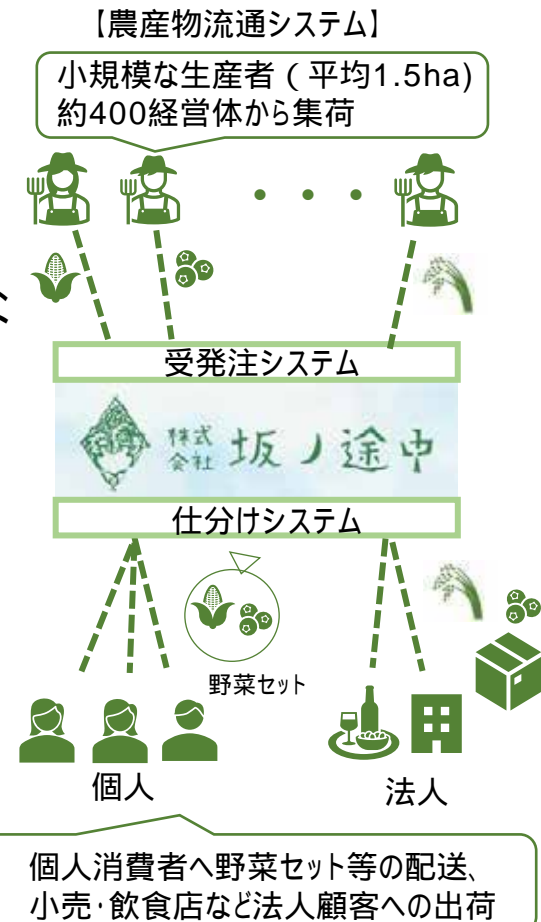 【農産物流通システム】
小規模な生産者（平均1.5ha)
約400経営体から集荷
受発注システム
株式
会社
坂ノ途中
仕分けシステム
野菜セット
個人
法人
個人消費者へ野菜セット等の配送、
小売・飲食店など法人顧客への出荷